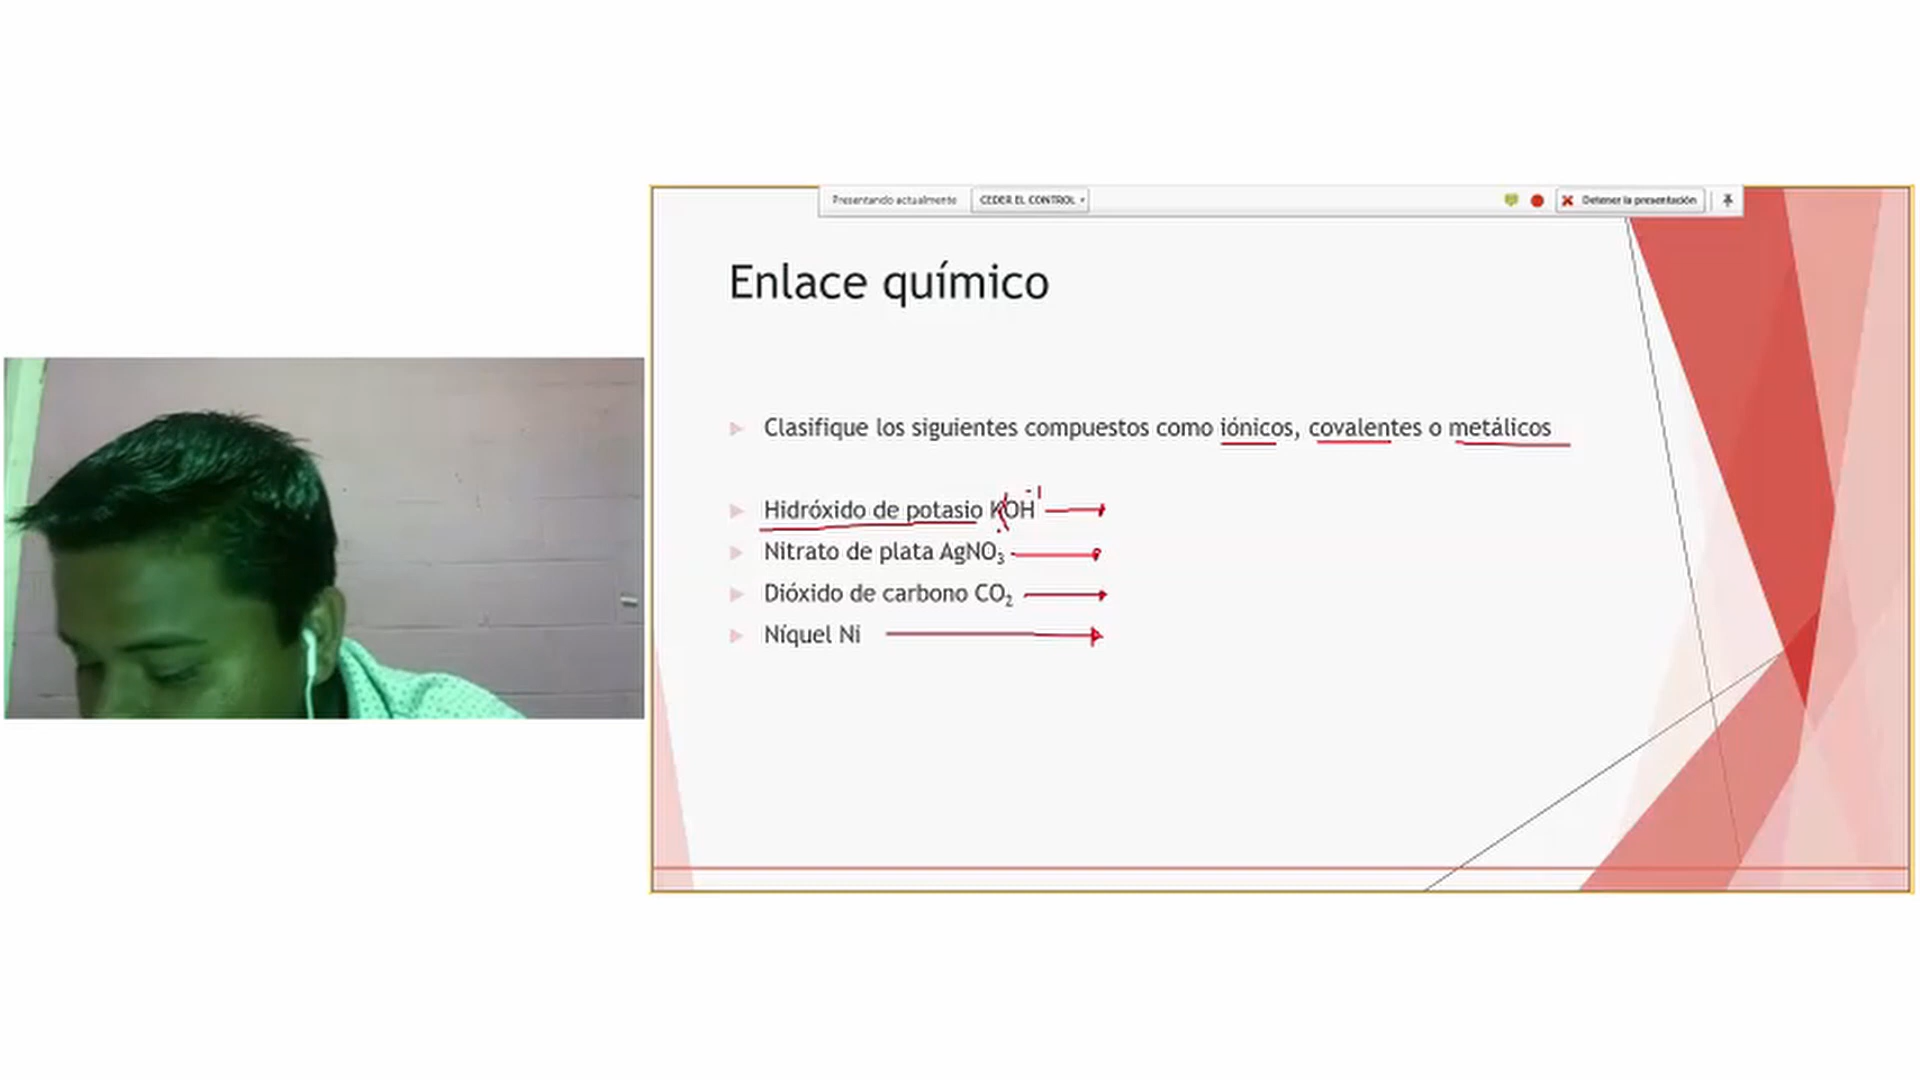 Presentando actualmente CEDER EL CONTROL Detener la presentación
Enlace químico
Clasifique los siguientes compuestos como iónicos, covalentes o metálicos
Hidróxido de potasio KOH -1
Nitrato de plata AgNO₃
Dióxido de carbono CO₂
Níquel Ni